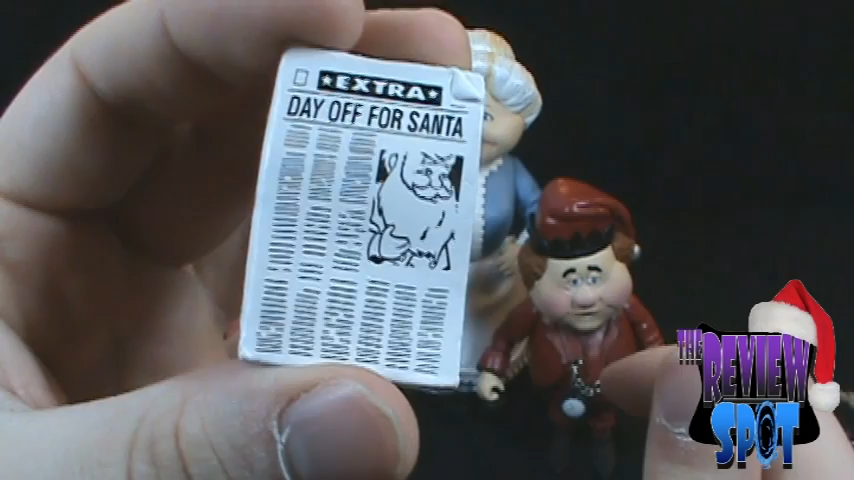 EXTRA
DAY OFF FOR SANTA
THE
REVIEW
SPOT